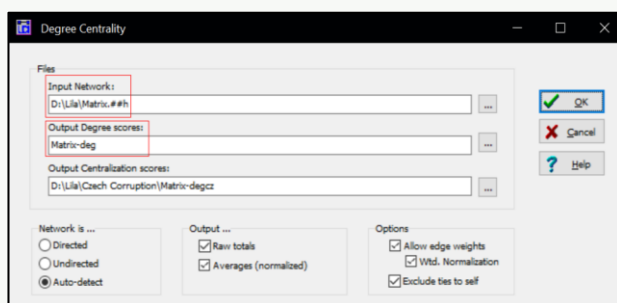 Degree Centrality
Files
Input Network:
D:\Lila\Matrix.##h
...
OK
Output Degree scores:
Matrix-deg
...
Cancel
Output Centralization scores:
D:\Lila\Czech Corruption\Matrix-degcz
...
Help
Network is ...
Directed
Undirected
Auto-detect
Output ...
Raw totals
Averages (normalized)
Options
Allow edge weights
Wtd. Normalization
Exclude ties to self